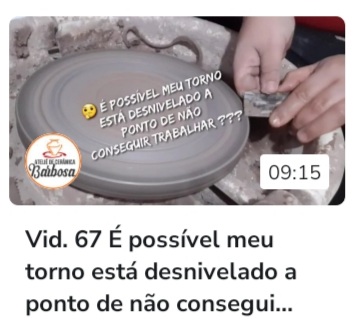 É POSSÍVEL MEU TORNO
ESTÁ DESNIVELADO A
PONTO DE NÃO
CONSEGUIR TRABALHAR ???
ATELIÊ DE CERÂMICA
Barbosa
09:15
Vid. 67 É possível meu
torno está desnivelado a
ponto de não consegui...